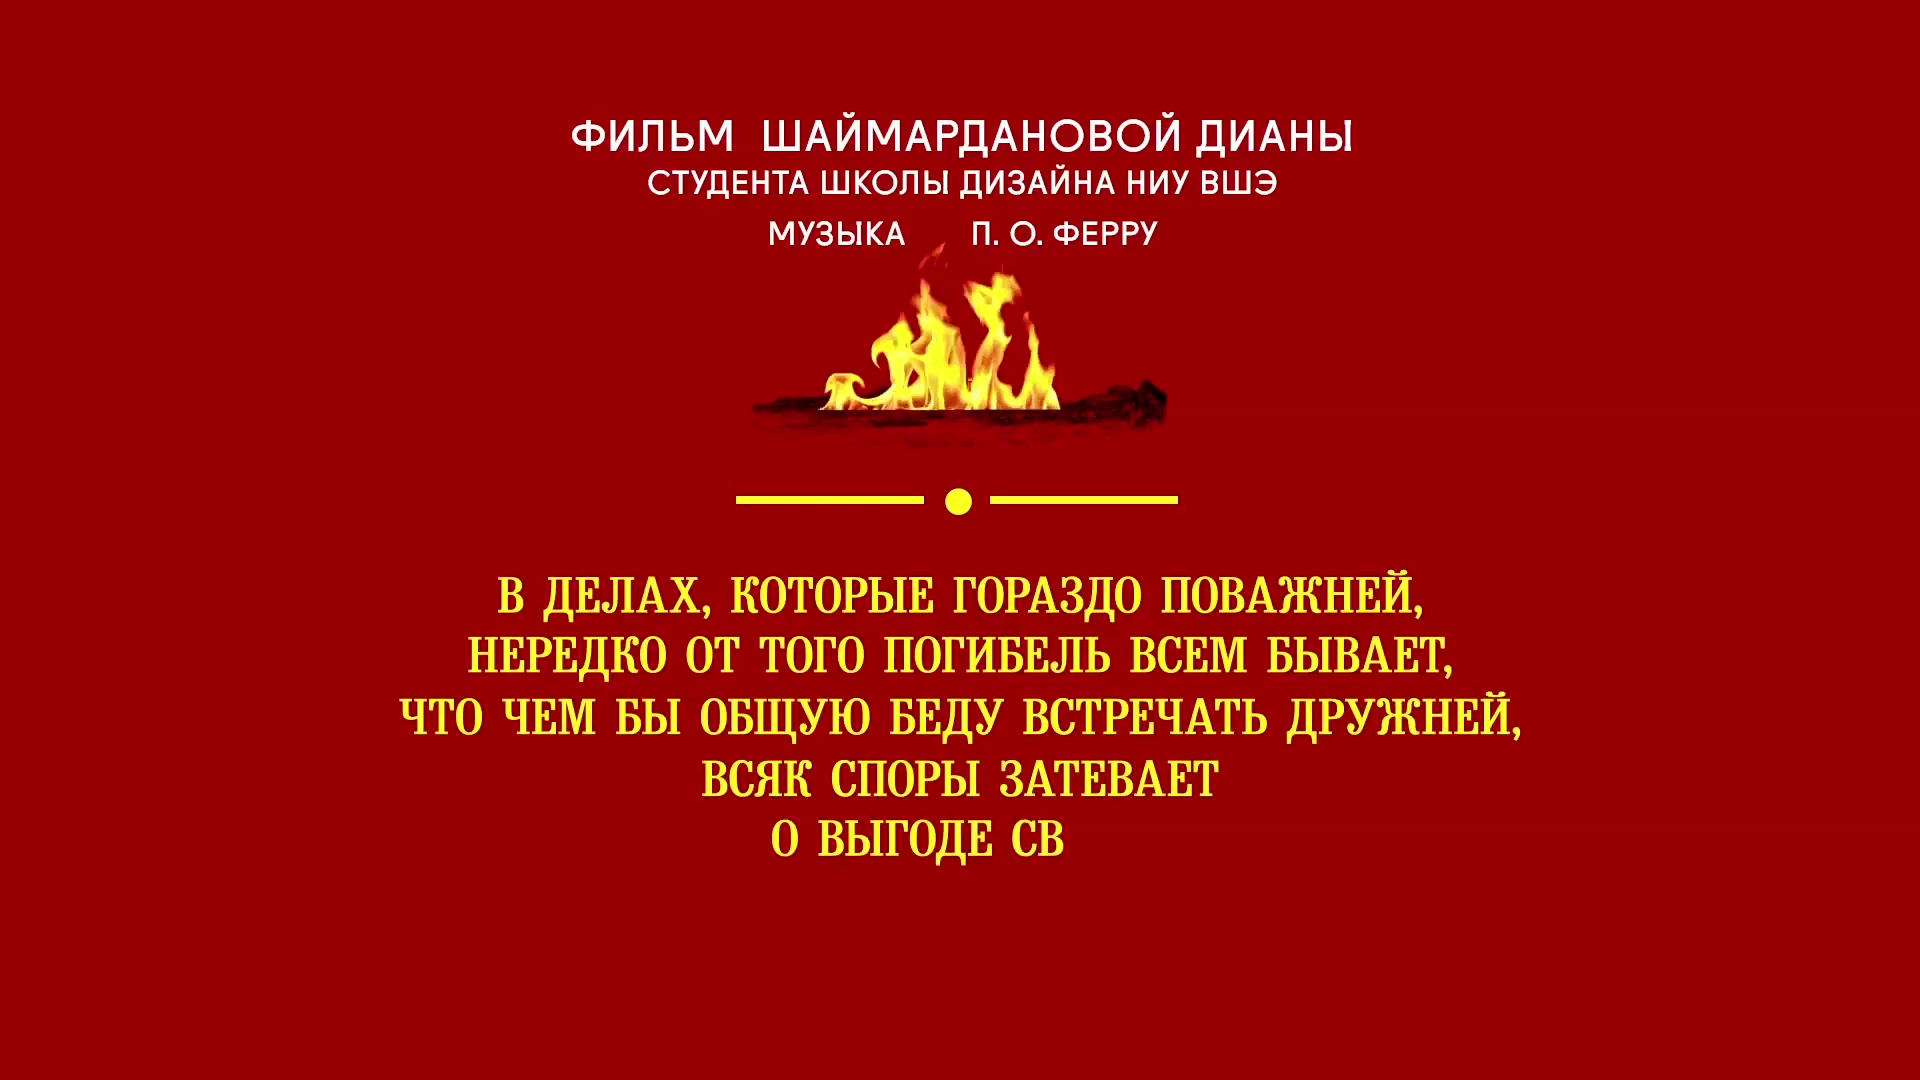 ФИЛЬМ ШАЙМАРДАНОВОЙ ДИАНЫ
СТУДЕНТА ШКОЛЫ ДИЗАЙНА НИУ ВШЭ
МУЗЫКА П. О. ФЕРРУ
В ДЕЛАХ, КОТОРЫЕ ГОРАЗДО ПОВАЖНЕЙ,
НЕРЕДКО ОТ ТОГО ПОГИБЕЛЬ ВСЕМ БЫВАЕТ,
ЧТО ЧЕМ БЫ ОБЩУЮ БЕДУ ВСТРЕЧАТЬ ДРУЖНЕЙ,
ВСЯК СПОРЫ ЗАТЕВАЕТ
О ВЫГОДЕ СВ